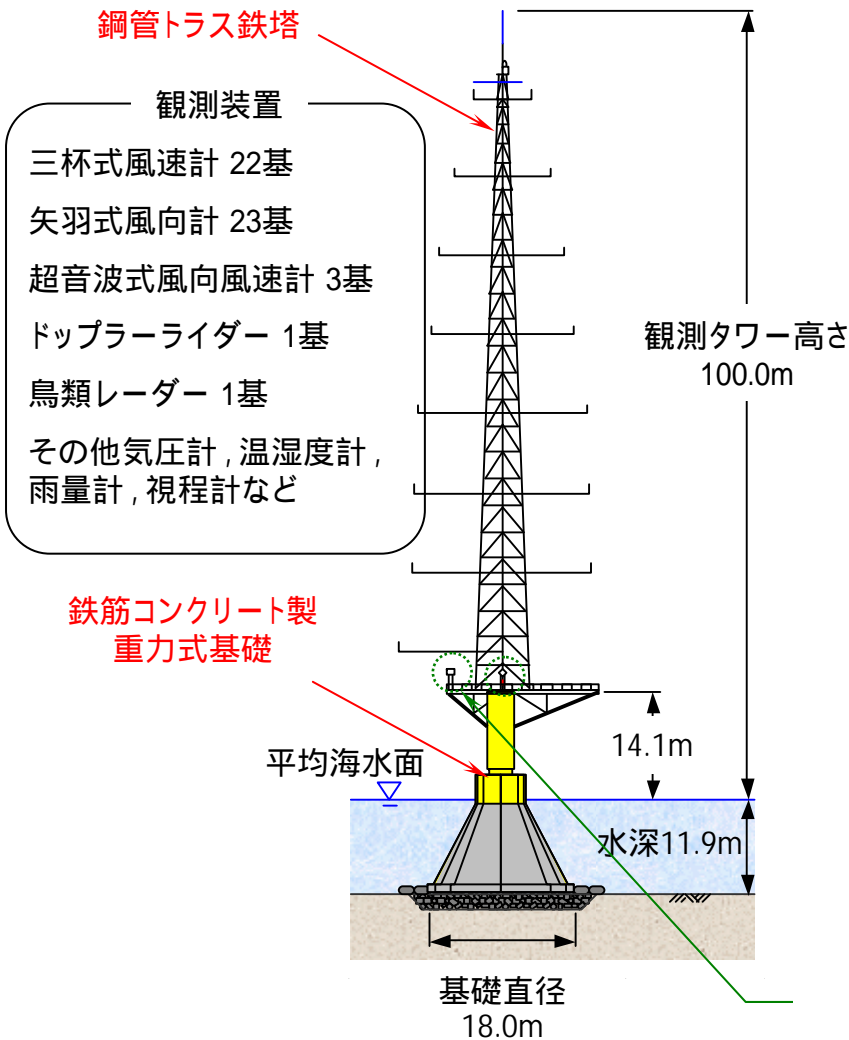 鋼管トラス鉄塔
観測装置
三杯式風速計 22基
矢羽式風向計 23基
超音波式風向風速計 3基
ドップラーライダー 1基
鳥類レーダー 1基
その他気圧計，温湿度計，
雨量計，視程計など
観測タワー高さ
100.0m
鉄筋コンクリート製
重力式基礎
14.1m
平均海水面
水深11.9m
基礎直径
18.0m